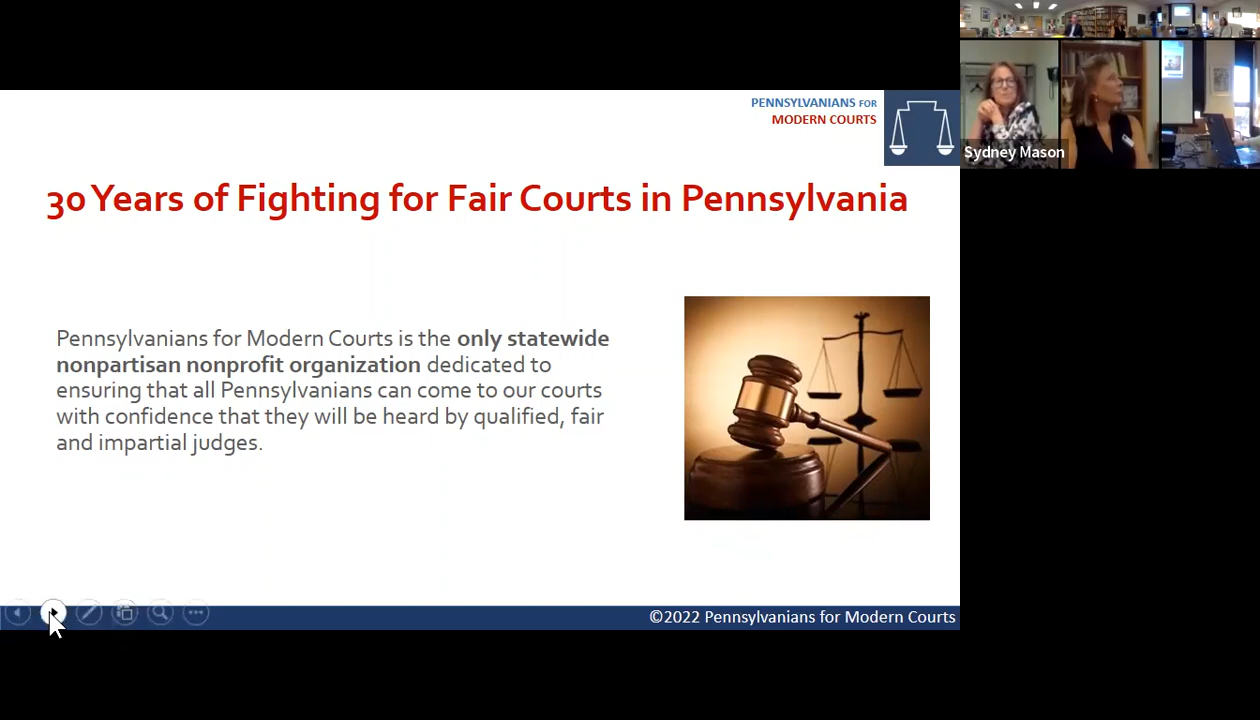 PENNSYLVANIANS FOR
MODERN COURTS
Sydney Mason
30 Years of Fighting for Fair Courts in Pennsylvania
Pennsylvanians for Modern Courts is the only statewide
nonpartisan nonprofit organization dedicated to
ensuring that all Pennsylvanians can come to our courts
with confidence that they will be heard by qualified, fair
and impartial judges.
©2022 Pennsylvanians for Modern Courts